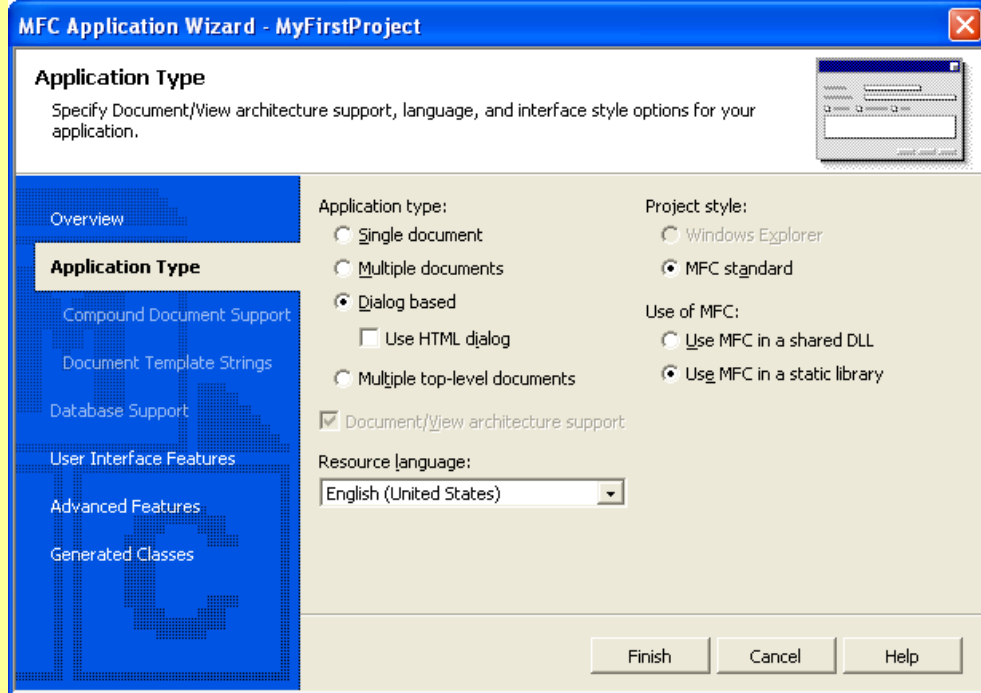 MFC Application Wizard - MyFirstProject
Application Type
Specify Document/View architecture support, language, and interface style options for your
application.
Overview
Application Type
Compound Document Support
Document Template Strings
Database Support
User Interface Features
Advanced Features
Generated Classes
Application type:
Single document
Multiple documents
Dialog based
Use HTML dialog
Multiple top-level documents
Document/View architecture support
Resource language:
English (United States)
Project style:
Windows Explorer
MFC standard
Use of MFC:
Use MFC in a shared DLL
Use MFC in a static library
Finish
Cancel
Help